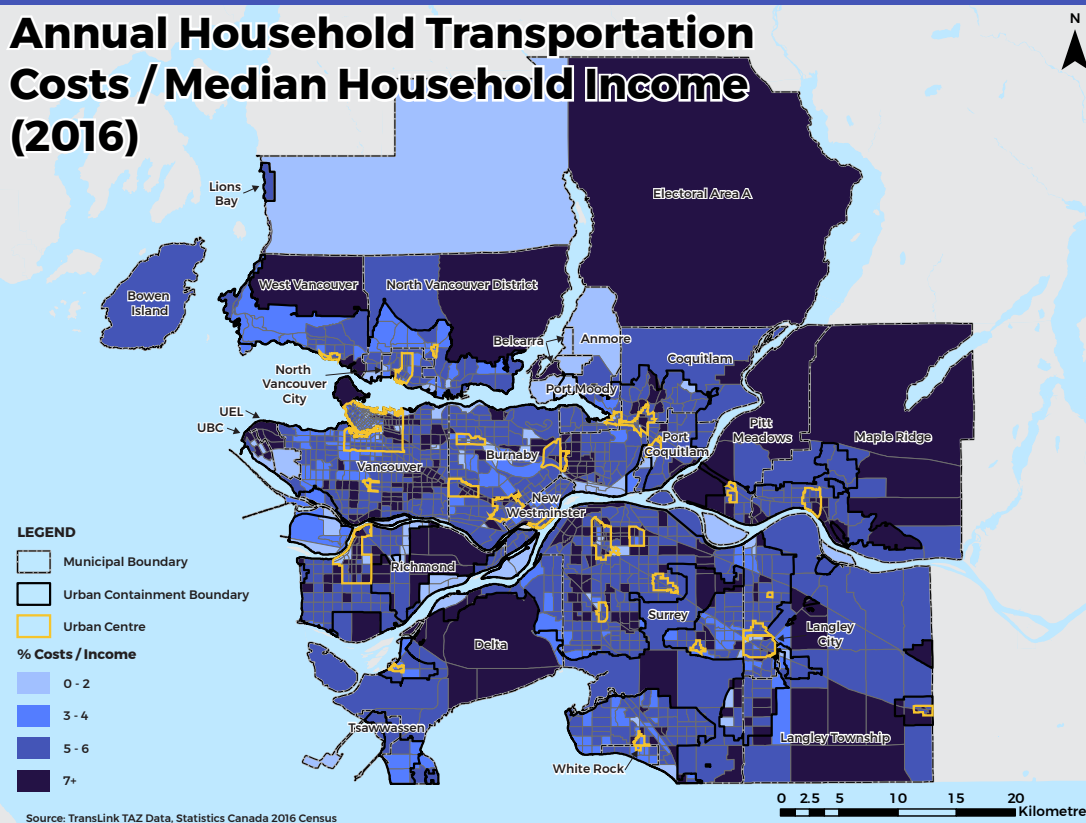 Annual Household Transportation
Costs / Median Household Income
(2016)
N
Lions
Bay
Electoral Area A
Bowen
Island
West Vancouver
North Vancouver District
Belcarra
Anmore
Coquitlam
North
Vancouver
City
Port Moody
UEL
UBC
Pitt
Meadows
Maple Ridge
Port
Coquitlam
Vancouver
Burnaby
New
Westminster
Richmond
Surrey
Langley
City
Delta
Tsawwassen
Langley Township
White Rock
LEGEND
Municipal Boundary
Urban Containment Boundary
Urban Centre
% Costs / Income
0 - 2
3 - 4
5 - 6
7+
0 2.5 5 10 15 20
Kilometre
Source: TransLink TAZ Data, Statistics Canada 2016 Census